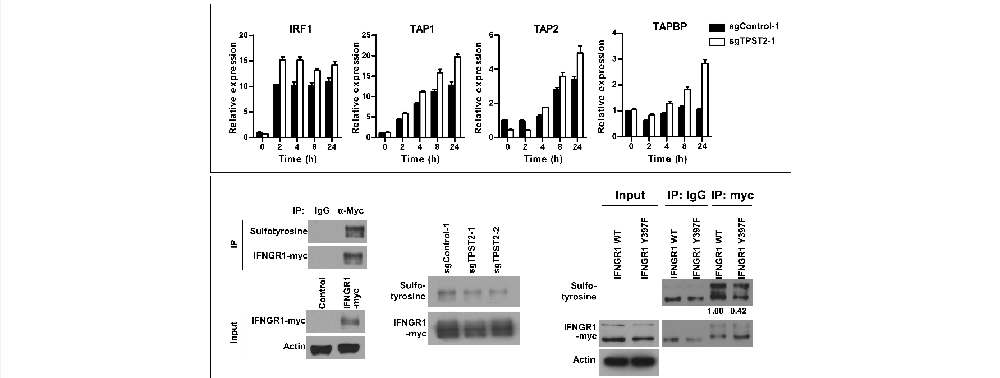 IRF1
TAP1
TAP2
TAPBP
sgControl-1
sgTPST2-1
Relative expression
20
15
10
5
0
0 2 4 8 24
Time (h)
Relative expression
25
20
15
10
5
0
0 2 4 8 24
Time (h)
Relative expression
6
4
2
0
0 2 4 8 24
Time (h)
Relative expression
4
3
2
1
0
0 2 4 8 24
Time (h)
IP: IgG α-Myc
IP
Sulfotyrosine
IFNGR1-myc
Control
IFNGR1
-myc
Input
IFNGR1-myc
Actin
sgControl-1
sgTPST2-1
sgTPST2-2
Sulfo-
tyrosine
IFNGR1
-myc
Input IP: IgG IP: myc
IFNGR1 WT
IFNGR1 Y397F
IFNGR1 WT
IFNGR1 Y397F
IFNGR1 WT
IFNGR1 Y397F
Sulfo-
tyrosine
1.00 0.42
IFNGR1
-myc
Actin